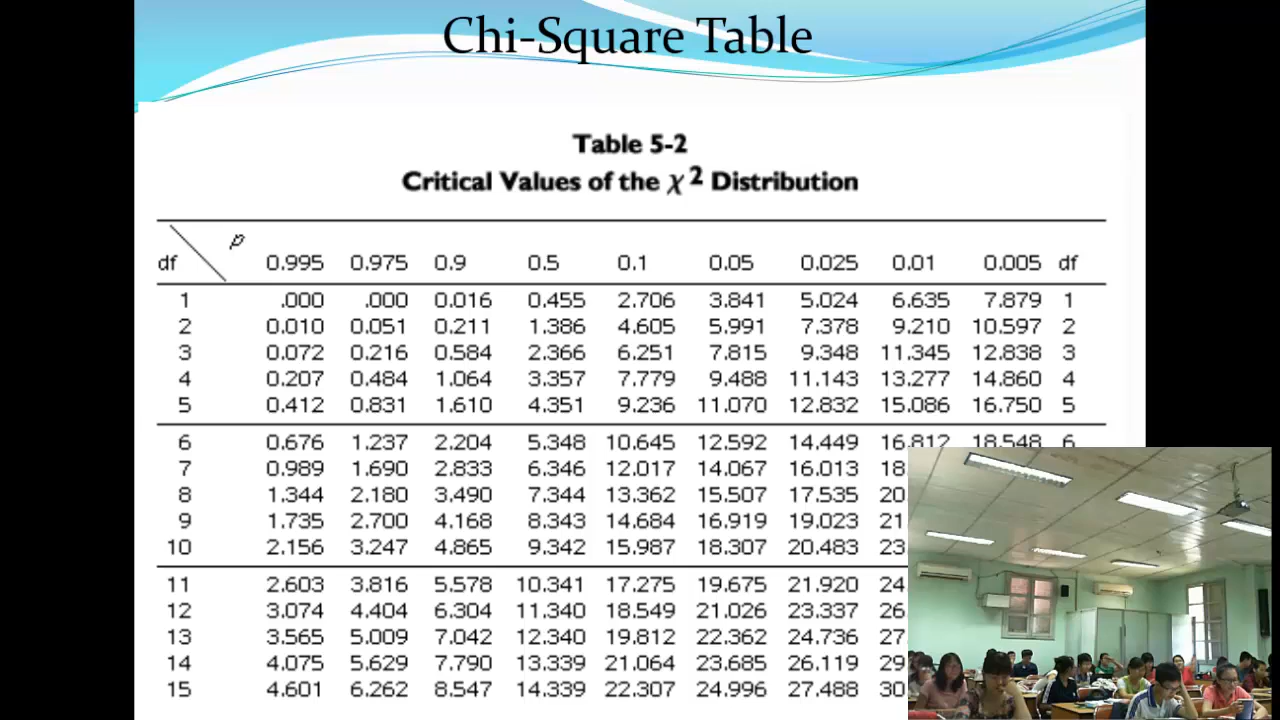 Chi-Square Table
Table 5-2
Critical Values of the χ² Distribution
p
df 0.995 0.975 0.9 0.5 0.1 0.05 0.025 0.01 0.005 df
1 .000 .000 0.016 0.455 2.706 3.841 5.024 6.635 7.879 1
2 0.010 0.051 0.211 1.386 4.605 5.991 7.378 9.210 10.597 2
3 0.072 0.216 0.584 2.366 6.251 7.815 9.348 11.345 12.838 3
4 0.207 0.484 1.064 3.357 7.779 9.488 11.143 13.277 14.860 4
5 0.412 0.831 1.610 4.351 9.236 11.070 12.832 15.086 16.750 5
6 0.676 1.237 2.204 5.348 10.645 12.592 14.449 16.812 18.548 6
7 0.989 1.690 2.833 6.346 12.017 14.067 16.013 18
8 1.344 2.180 3.490 7.344 13.362 15.507 17.535 20
9 1.735 2.700 4.168 8.343 14.684 16.919 19.023 21
10 2.156 3.247 4.865 9.342 15.987 18.307 20.483 23
11 2.603 3.816 5.578 10.341 17.275 19.675 21.920 24
12 3.074 4.404 6.304 11.340 18.549 21.026 23.337 26
13 3.565 5.009 7.042 12.340 19.812 22.362 24.736 27
14 4.075 5.629 7.790 13.339 21.064 23.685 26.119 29
15 4.601 6.262 8.547 14.339 22.307 24.996 27.488 30